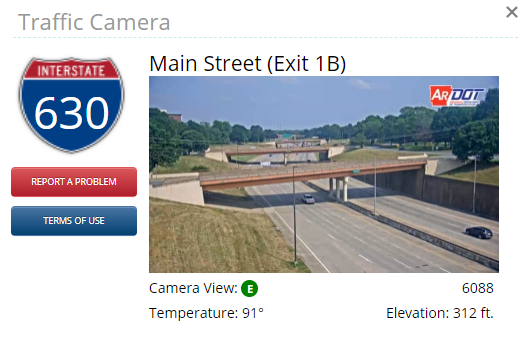 Traffic Camera
×
INTERSTATE
630
REPORT A PROBLEM
TERMS OF USE
Main Street (Exit 1B)
ARDOT
Camera View: E
6088
Temperature: 91°
Elevation: 312 ft.